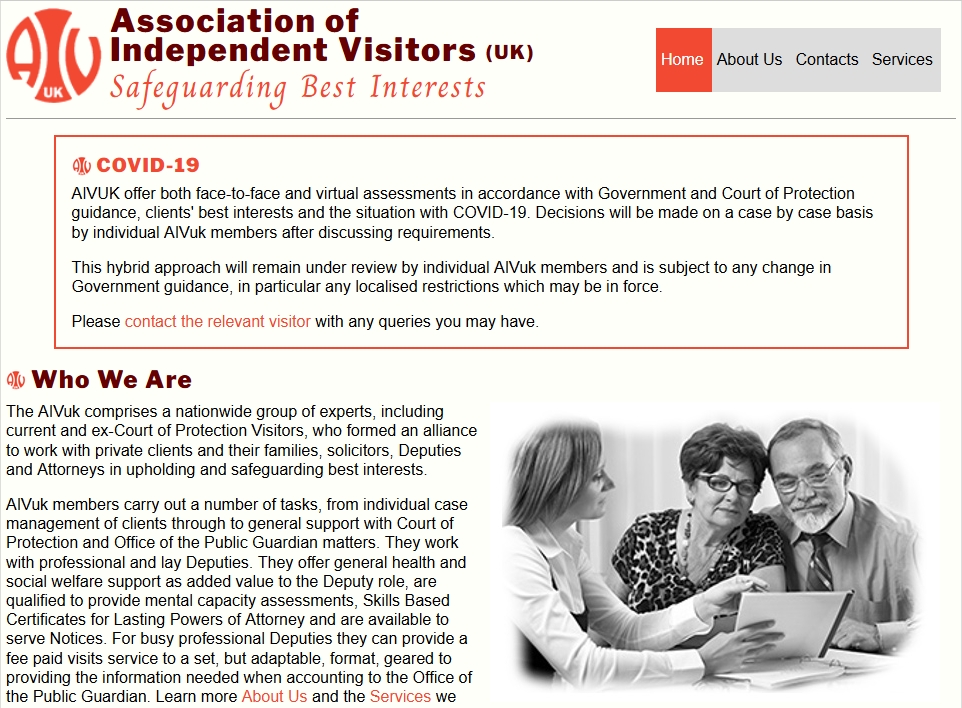 AIV
UK
Association of
Independent Visitors (UK)
Safeguarding Best Interests
Home About Us Contacts Services
AIV COVID-19
AIVUK offer both face-to-face and virtual assessments in accordance with Government and Court of Protection
guidance, clients' best interests and the situation with COVID-19. Decisions will be made on a case by case basis
by individual AIVuk members after discussing requirements.
This hybrid approach will remain under review by individual AIVuk members and is subject to any change in
Government guidance, in particular any localised restrictions which may be in force.
Please contact the relevant visitor with any queries you may have.
AIV Who We Are
The AIVuk comprises a nationwide group of experts, including
current and ex-Court of Protection Visitors, who formed an alliance
to work with private clients and their families, solicitors, Deputies
and Attorneys in upholding and safeguarding best interests.
AIVuk members carry out a number of tasks, from individual case
management of clients through to general support with Court of
Protection and Office of the Public Guardian matters. They work
with professional and lay Deputies. They offer general health and
social welfare support as added value to the Deputy role, are
qualified to provide mental capacity assessments, Skills Based
Certificates for Lasting Powers of Attorney and are available to
serve Notices. For busy professional Deputies they can provide a
fee paid visits service to a set, but adaptable, format, geared to
providing the information needed when accounting to the Office of
the Public Guardian. Learn more About Us and the Services we